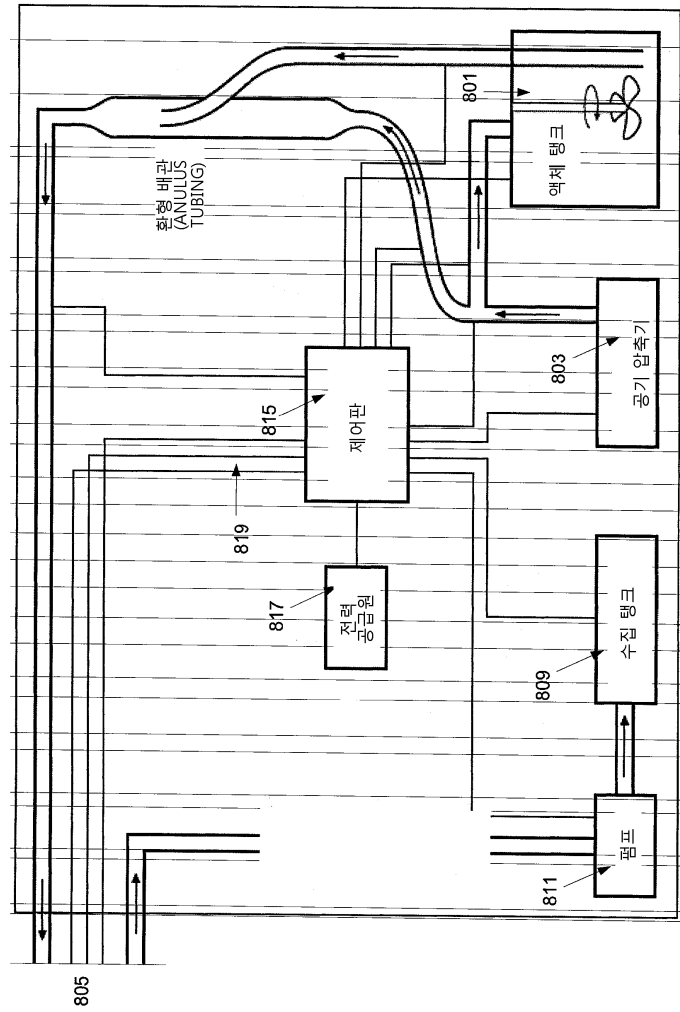 805
819
환형 배관
(ANULUS
TUBING)
815
제어판
817
전력
공급원
801
액체 탱크
803
공기 압축기
809
수집 탱크
811
펌프